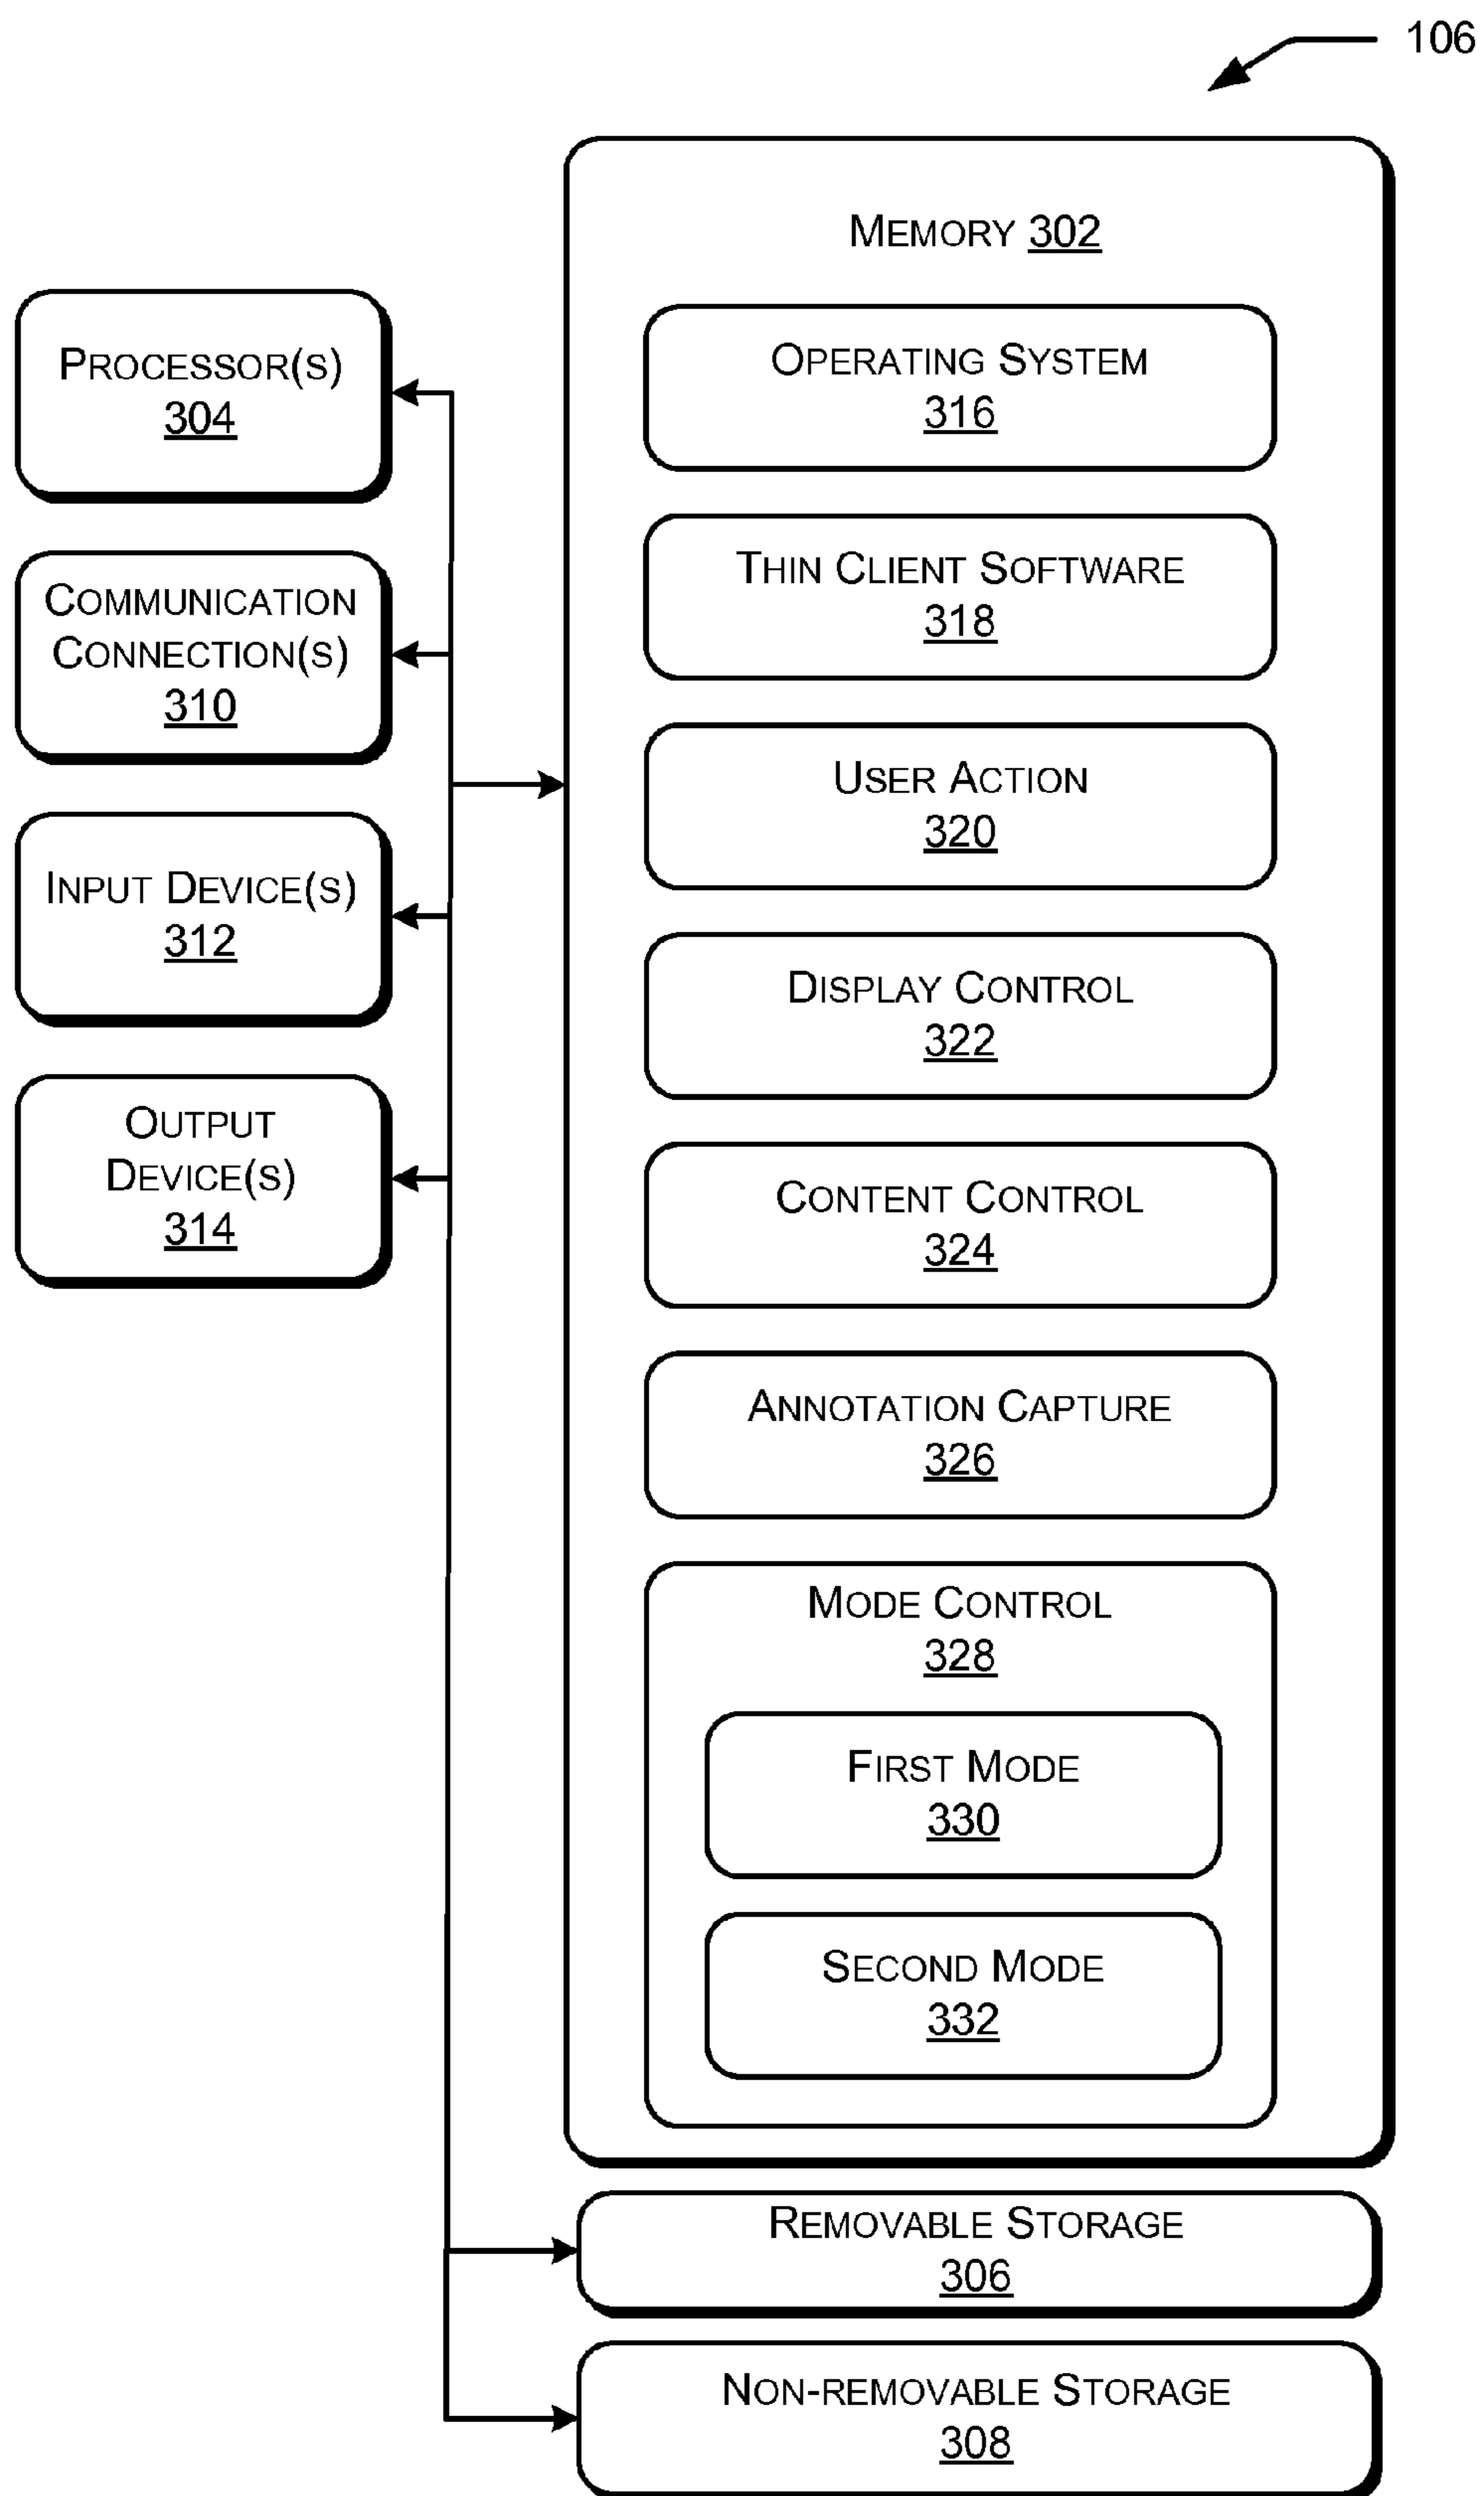 106
MEMORY 302
OPERATING SYSTEM
316
THIN CLIENT SOFTWARE
318
USER ACTION
320
DISPLAY CONTROL
322
CONTENT CONTROL
324
ANNOTATION CAPTURE
326
MODE CONTROL
328
FIRST MODE
330
SECOND MODE
332
PROCESSOR(S)
304
COMMUNICATION
CONNECTION(S)
310
INPUT DEVICE(S)
312
OUTPUT
DEVICE(S)
314
REMOVABLE STORAGE
306
NON-REMOVABLE STORAGE
308